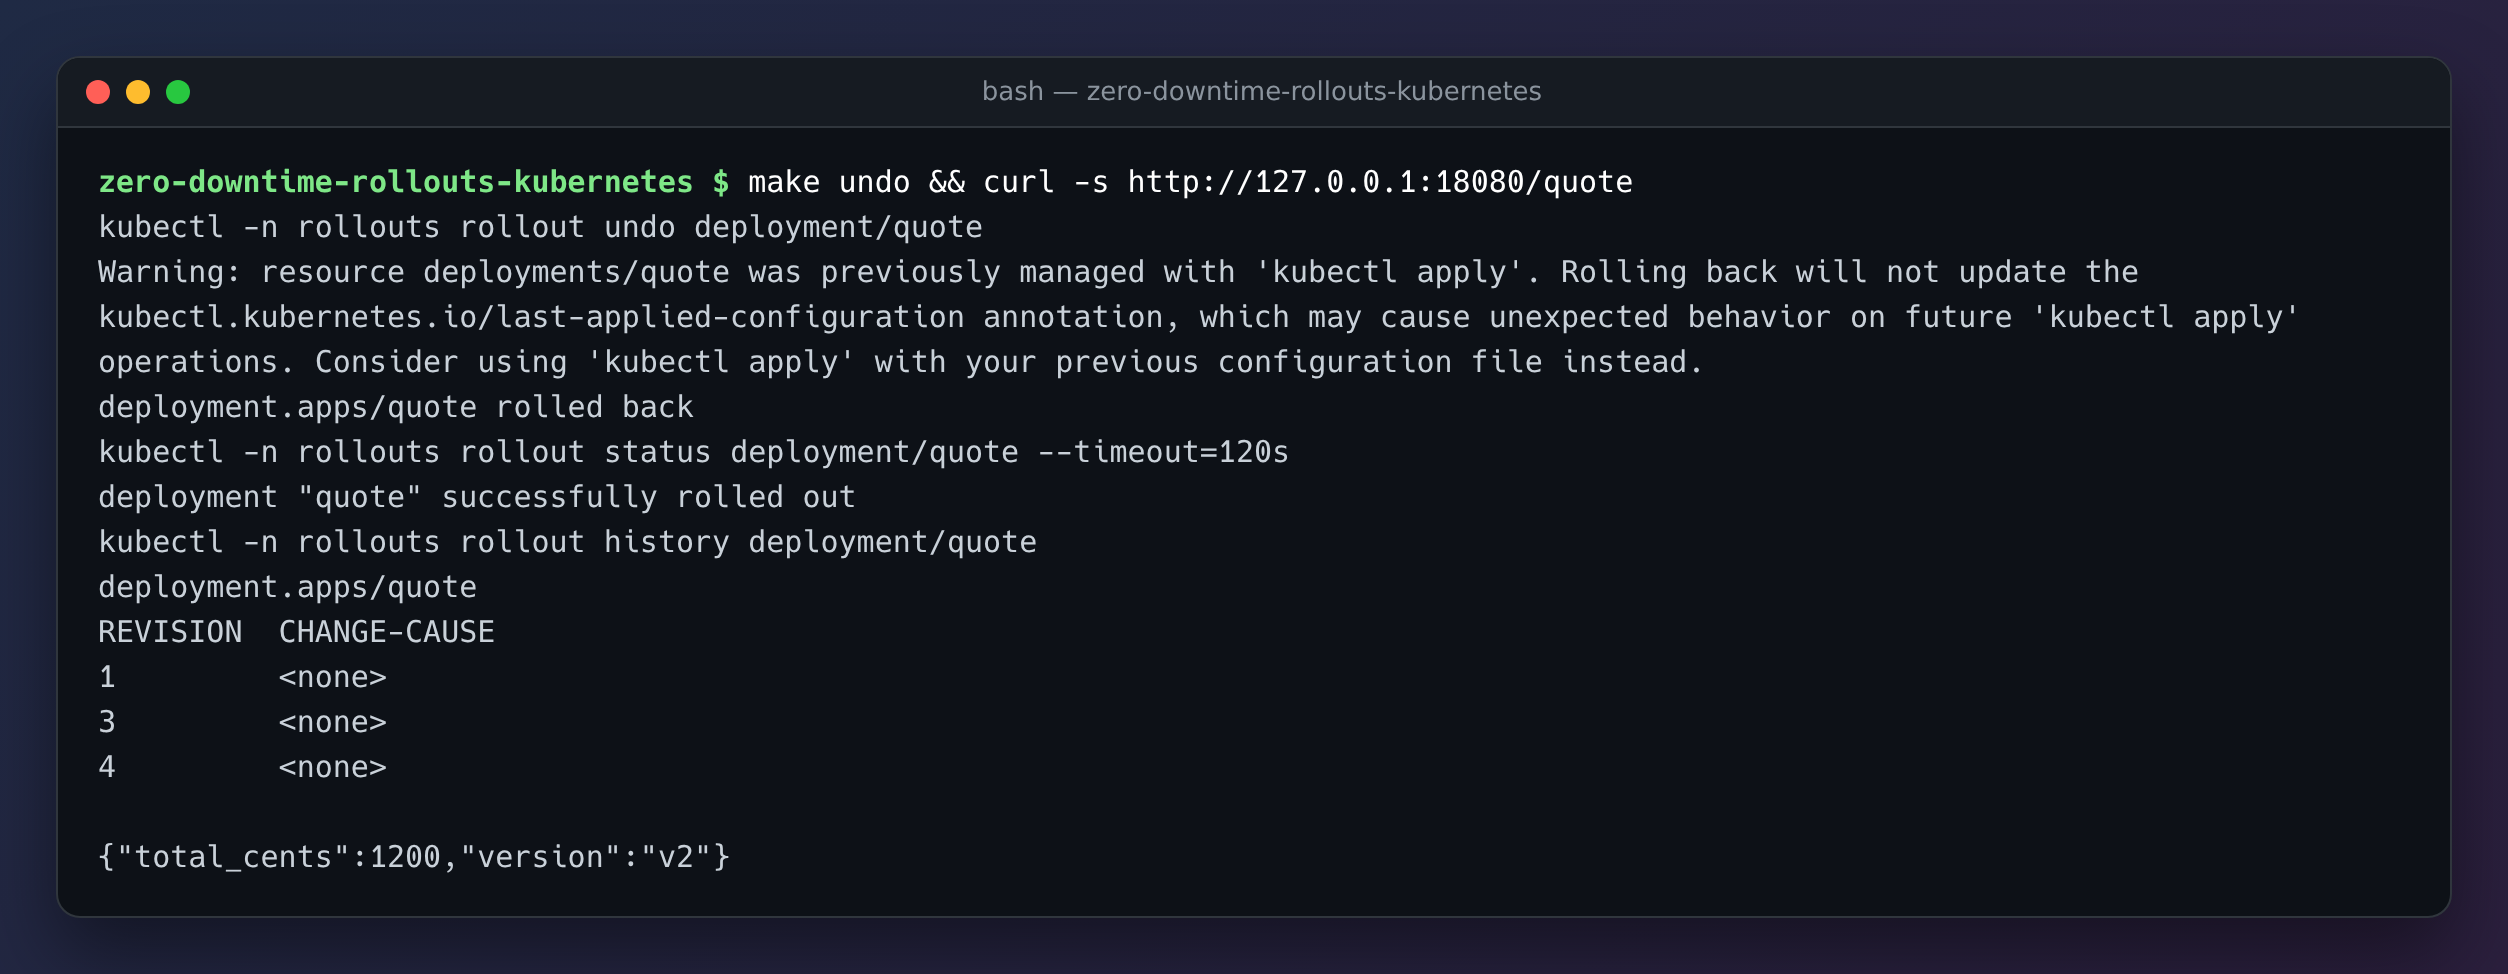 bash — zero-downtime-rollouts-kubernetes
zero-downtime-rollouts-kubernetes $ make undo && curl -s http://127.0.0.1:18080/quote
kubectl -n rollouts rollout undo deployment/quote
Warning: resource deployments/quote was previously managed with 'kubectl apply'. Rolling back will not update the
kubectl.kubernetes.io/last-applied-configuration annotation, which may cause unexpected behavior on future 'kubectl apply'
operations. Consider using 'kubectl apply' with your previous configuration file instead.
deployment.apps/quote rolled back
kubectl -n rollouts rollout status deployment/quote --timeout=120s
deployment "quote" successfully rolled out
kubectl -n rollouts rollout history deployment/quote
deployment.apps/quote
REVISION  CHANGE-CAUSE
1         <none>
3         <none>
4         <none>
{"total_cents":1200,"version":"v2"}